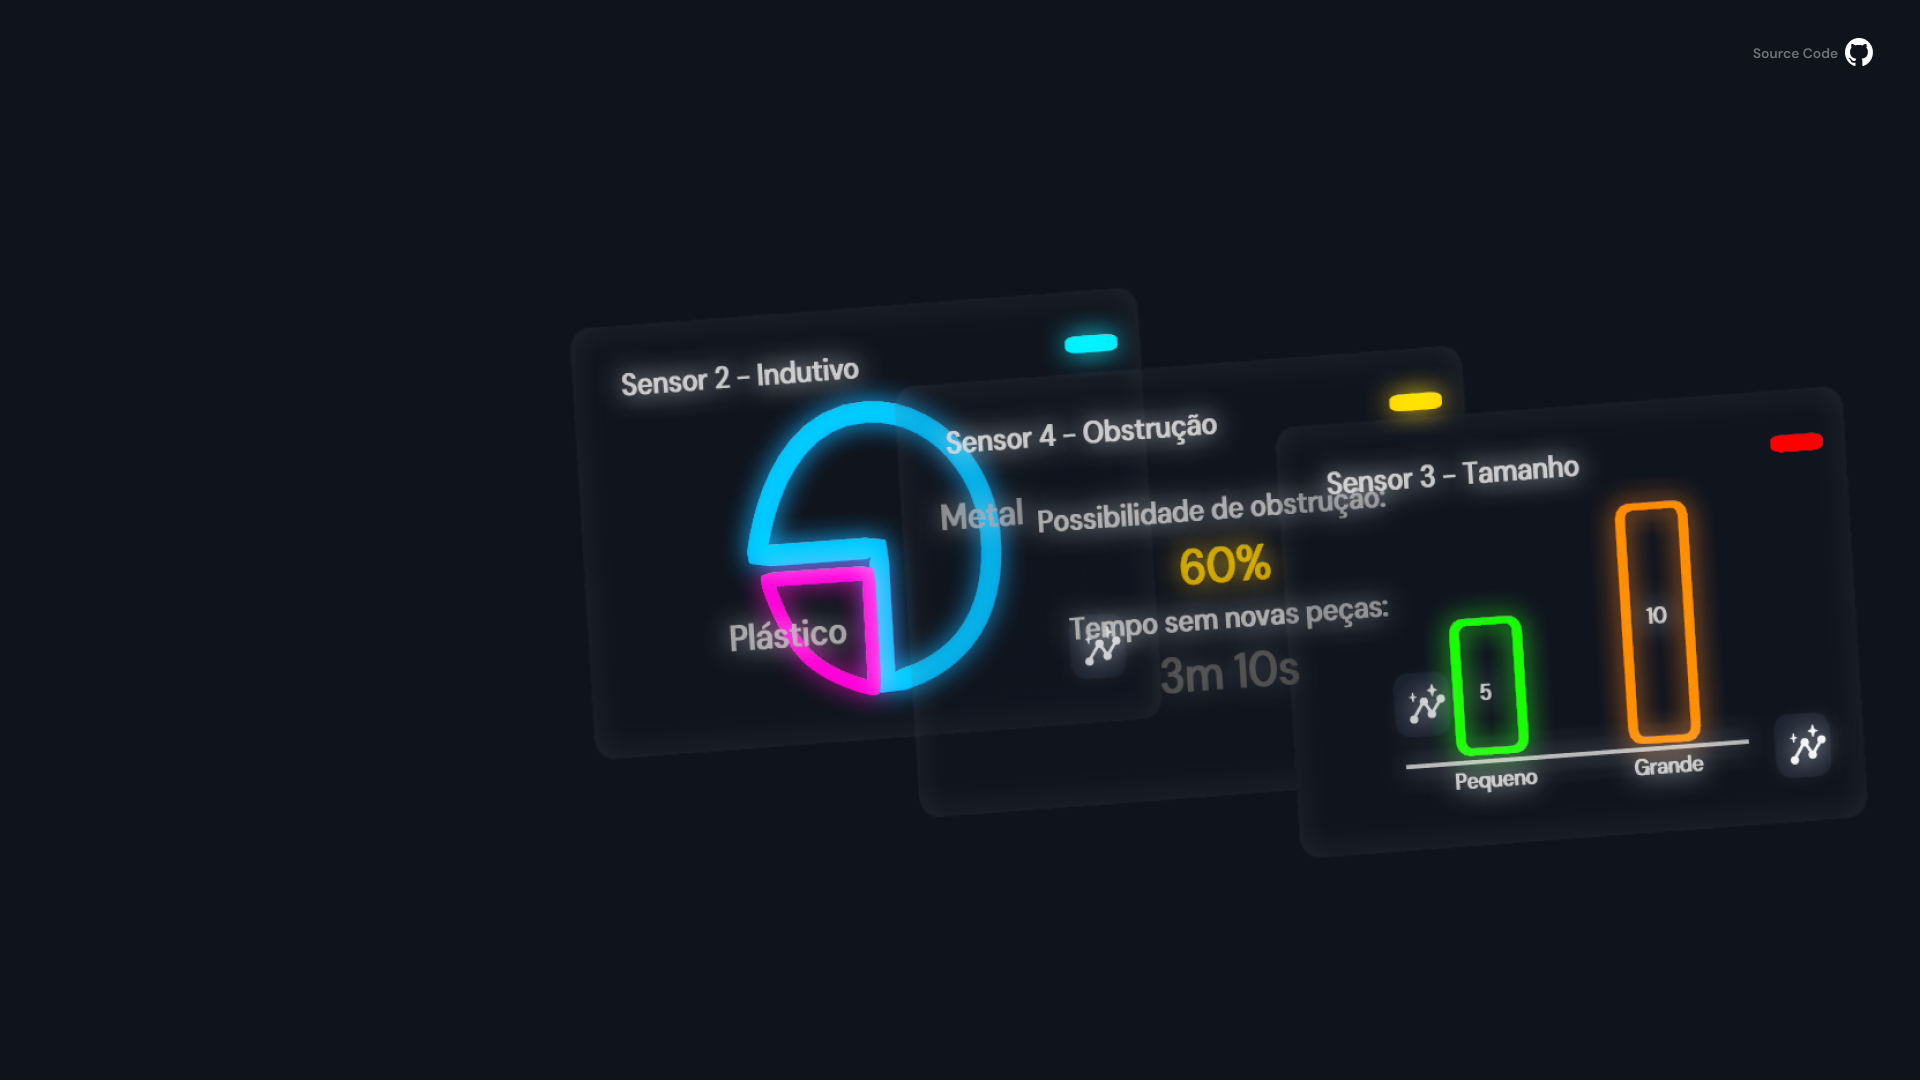 Source Code
Sensor 2 - Indutivo
Metal
Plástico
Sensor 4 - Obstrução
Possibilidade de obstrução:
60%
Tempo sem novas peças:
3m 10s
Sensor 3 - Tamanho
10
5
Pequeno
Grande